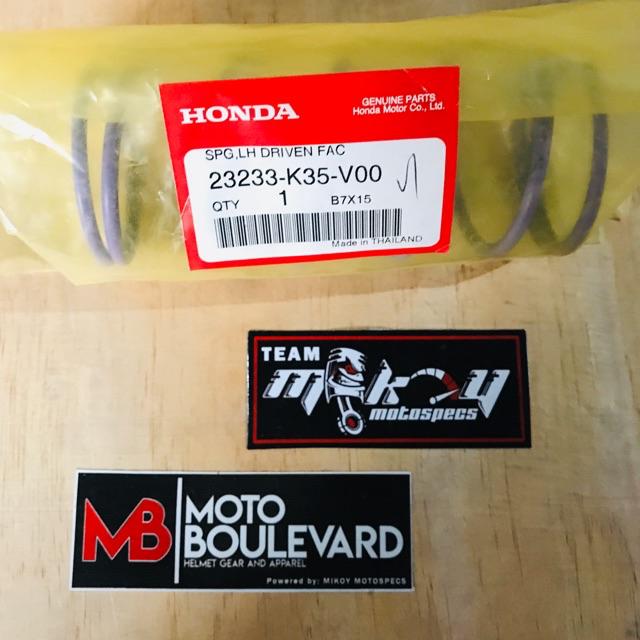 HONDA
GENUINE PARTS
Honda Motor Co., Ltd.
SPG,LH DRIVEN FAC
23233-K35-V00
QTY 1 B7X15
Made in THAILAND
TEAM
mikoy
motospecs
MB MOTO
BOULEVARD
HELMET GEAR AND APPAREL
Powered by: MIKOY MOTOSPECS